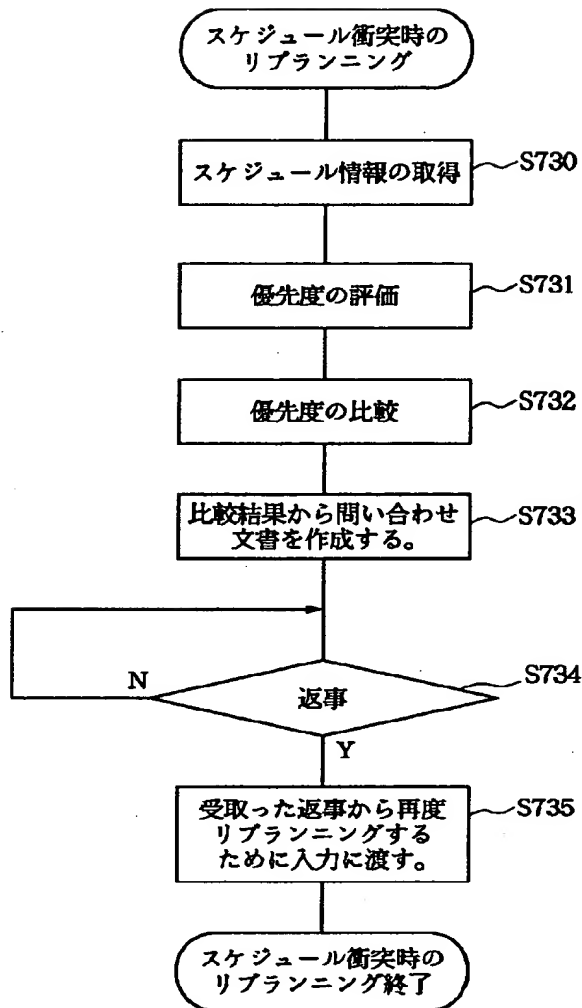 スケジュール衝突時の
リプランニング
スケジュール情報の取得
S730
優先度の評価
S731
優先度の比較
S732
比較結果から問い合わせ
文書を作成する。
S733
返事
S734
N
Y
受取った返事から再度
リプランニングする
ために入力に渡す。
S735
スケジュール衝突時の
リプランニング終了